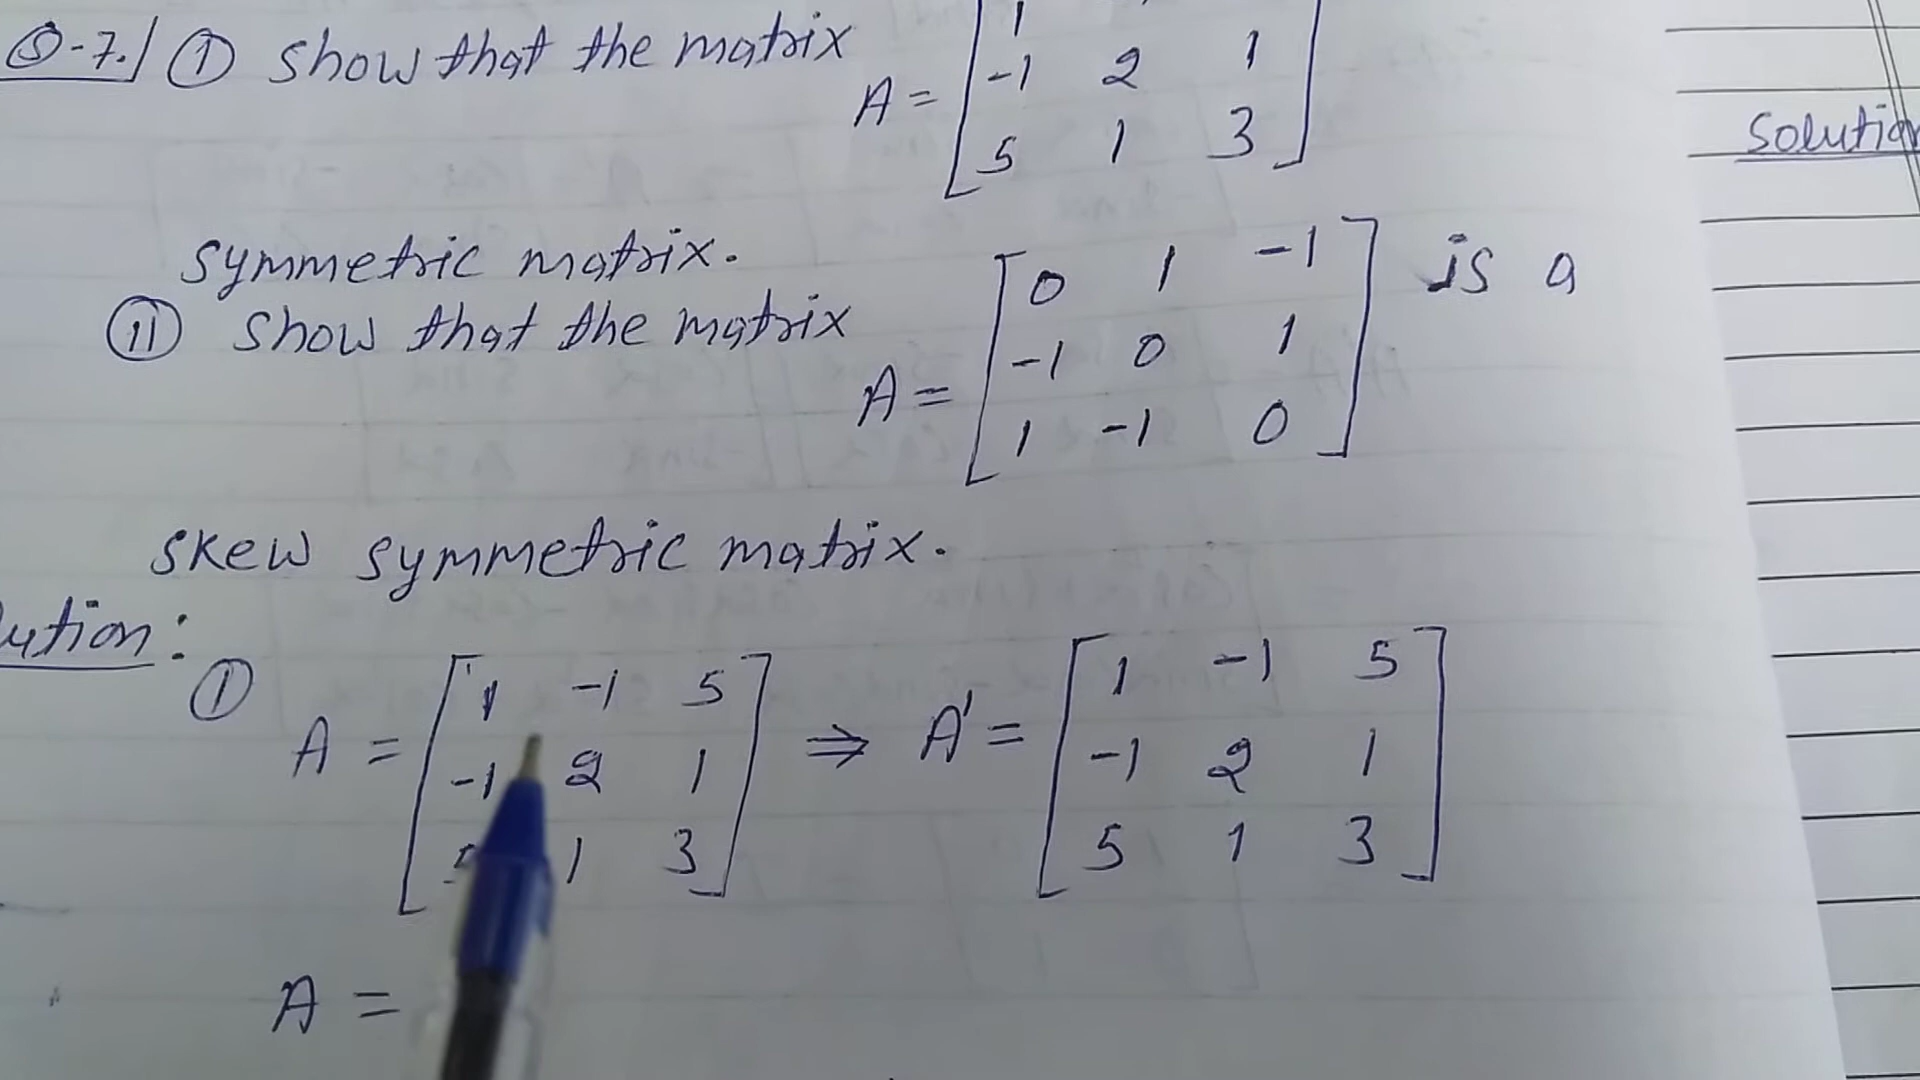 Q-7./ (i) Show that the matrix A = [1
-1 2 1
5 1 3]
symmetric matrix.
(ii) Show that the matrix A = [0 1 -1
-1 0 1
1 -1 0] is a
skew symmetric matrix.
ution:
(i) A = [1 -1 5
-1 2 1
5 1 3] ⇒ A' = [1 -1 5
-1 2 1
5 1 3]
A =
Solution